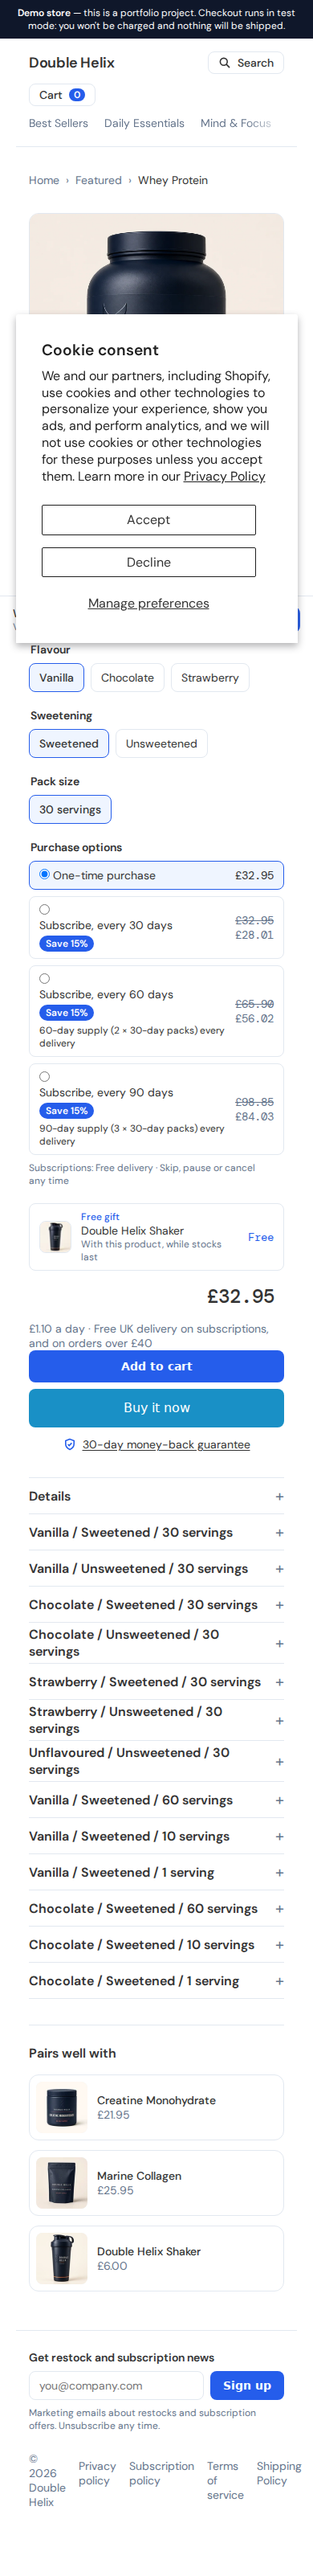 Demo store — this is a portfolio project. Checkout runs in test
mode: you won't be charged and nothing will be shipped.
Double Helix
Search
Cart 0
Best Sellers Daily Essentials Mind & Focus
Home › Featured › Whey Protein
Cookie consent
We and our partners, including Shopify,
use cookies and other technologies to
personalize your experience, show you
ads, and perform analytics, and we will
not use cookies or other technologies
for these purposes unless you accept
them. Learn more in our Privacy Policy
Accept
Decline
Manage preferences
Flavour
Vanilla Chocolate Strawberry
Sweetening
Sweetened Unsweetened
Pack size
30 servings
Purchase options
One-time purchase £32.95
Subscribe, every 30 days
Save 15%
£32.95
£28.01
Subscribe, every 60 days
Save 15%
60-day supply (2 × 30-day packs) every
delivery
£65.90
£56.02
Subscribe, every 90 days
Save 15%
90-day supply (3 × 30-day packs) every
delivery
£98.85
£84.03
Subscriptions: Free delivery · Skip, pause or cancel
any time
Free gift
Double Helix Shaker
With this product, while stocks
last
Free
£32.95
£1.10 a day · Free UK delivery on subscriptions,
and on orders over £40
Add to cart
Buy it now
30-day money-back guarantee
Details +
Vanilla / Sweetened / 30 servings +
Vanilla / Unsweetened / 30 servings +
Chocolate / Sweetened / 30 servings +
Chocolate / Unsweetened / 30
servings +
Strawberry / Sweetened / 30 servings +
Strawberry / Unsweetened / 30
servings +
Unflavoured / Unsweetened / 30
servings +
Vanilla / Sweetened / 60 servings +
Vanilla / Sweetened / 10 servings +
Vanilla / Sweetened / 1 serving +
Chocolate / Sweetened / 60 servings +
Chocolate / Sweetened / 10 servings +
Chocolate / Sweetened / 1 serving +
Pairs well with
Creatine Monohydrate
£21.95
Marine Collagen
£25.95
Double Helix Shaker
£6.00
Get restock and subscription news
you@company.com
Sign up
Marketing emails about restocks and subscription
offers. Unsubscribe any time.
© 2026 Double Helix
Privacy policy
Subscription policy
Terms of service
Shipping Policy